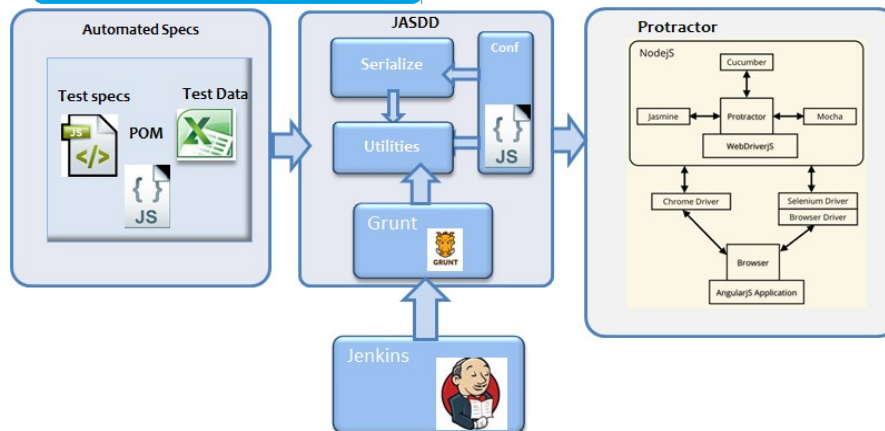 Automated Specs
Test specs
Test Data
POM
JS
</>
{ }
JS
JASDD
Serialize
Conf
{ }
JS
Utilities
Grunt
GRUNT
Jenkins
Protractor
NodejS
Cucumber
Jasmine
Protractor
Mocha
WebDriverjS
Chrome Driver
Selenium Driver
Browser Driver
Browser
AngularjS Application